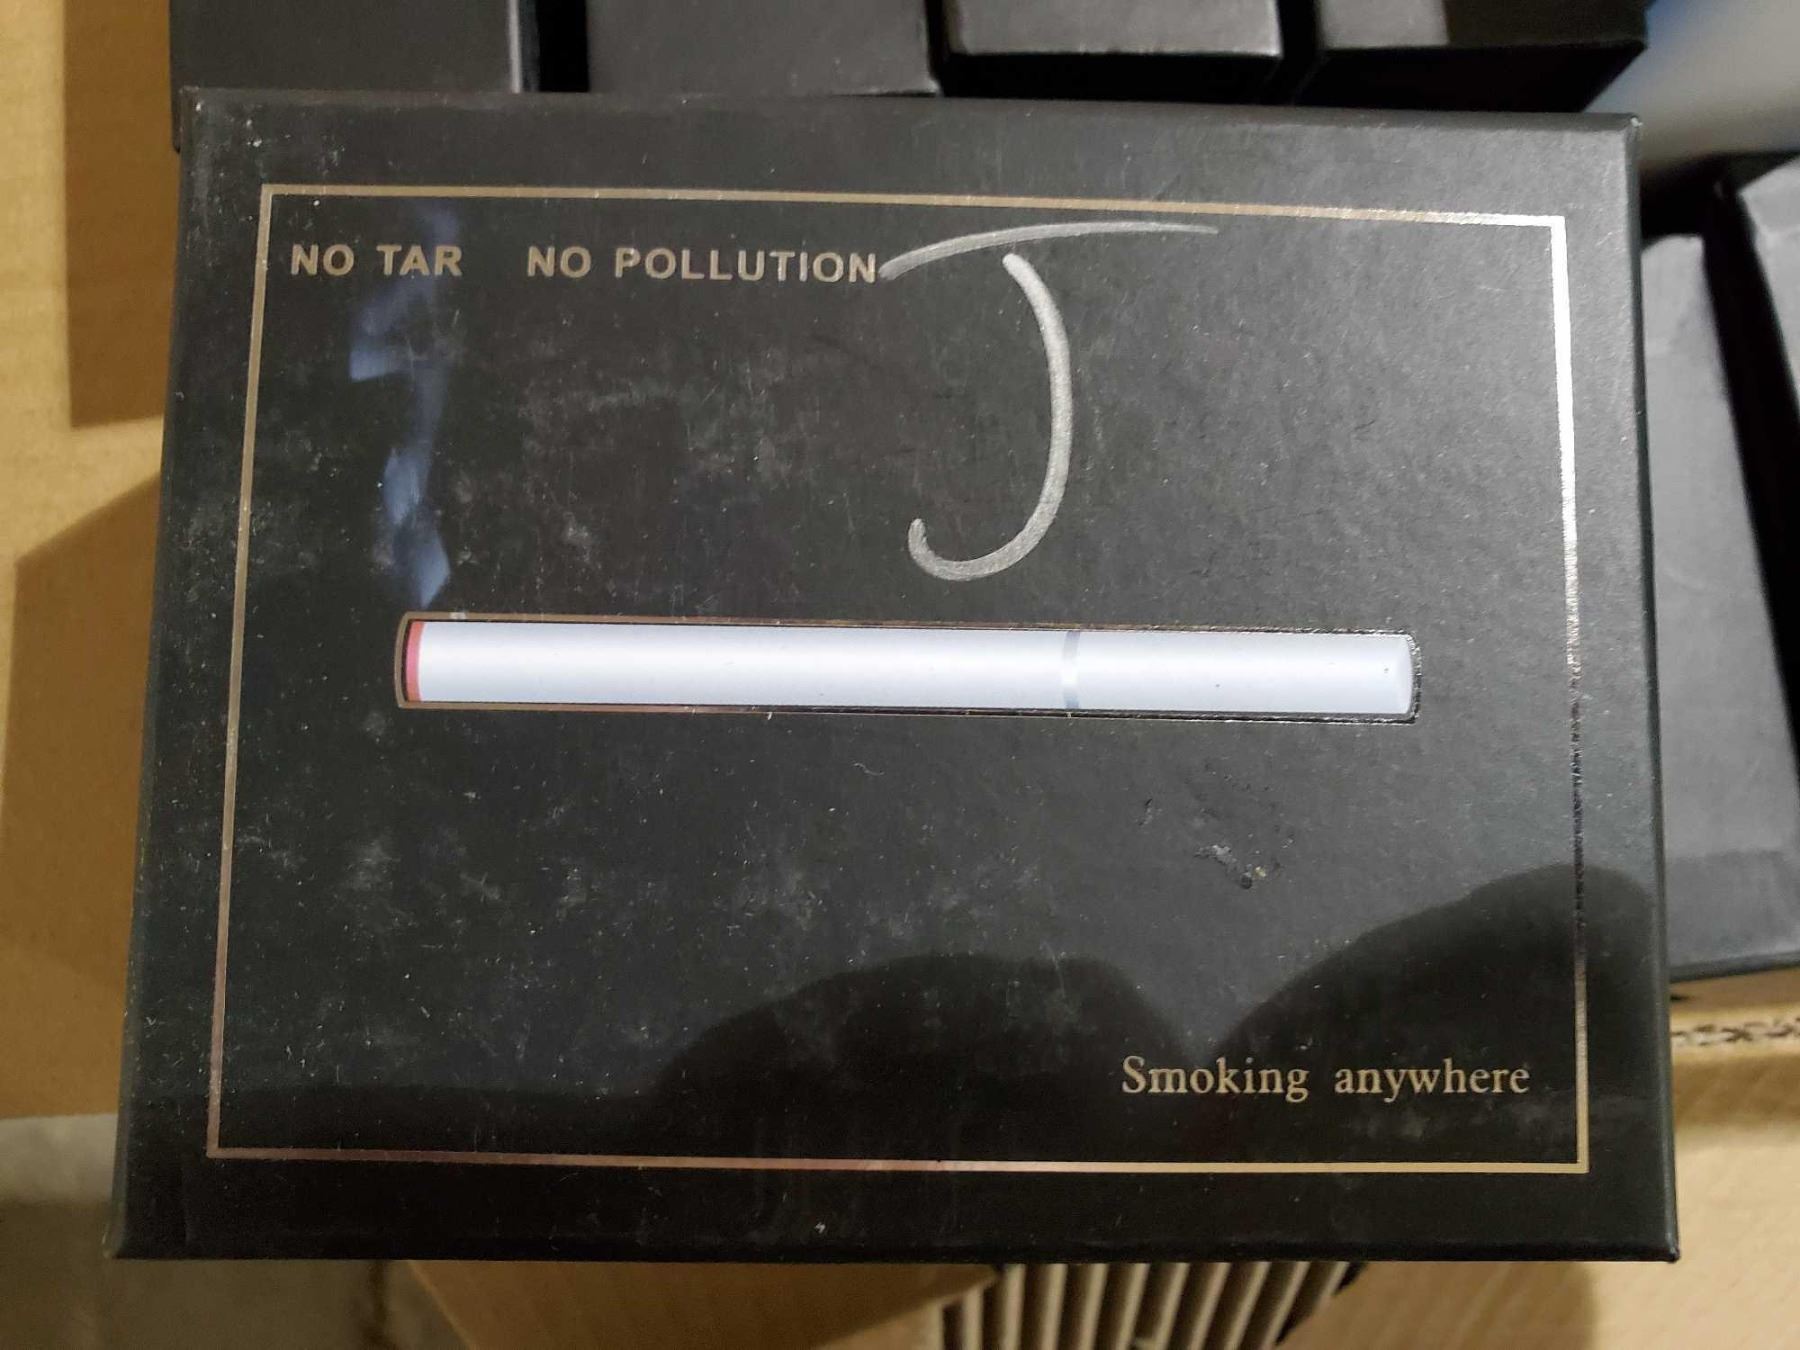 NO TAR NO POLLUTION
J
Smoking anywhere